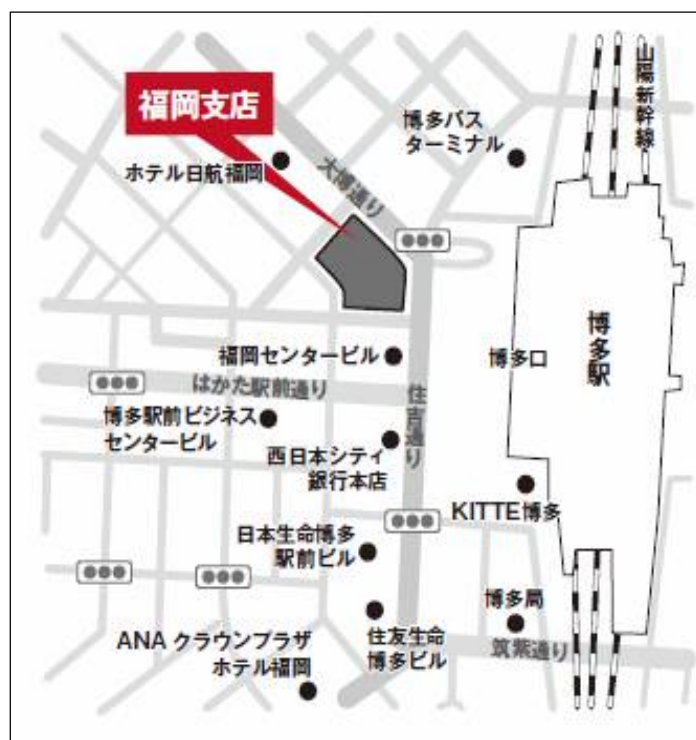 福岡支店
山陽新幹線
博多バス
ターミナル
ホテル日航福岡
大博通り
博多駅
博多口
福岡センタービル
はかた駅前通り
住吉通り
博多駅前ビジネス
センタービル
西日本シティ
銀行本店
KITTE博多
日本生命博多
駅前ビル
博多局
ANA クラウンプラザ
ホテル福岡
住友生命
博多ビル
筑紫通り